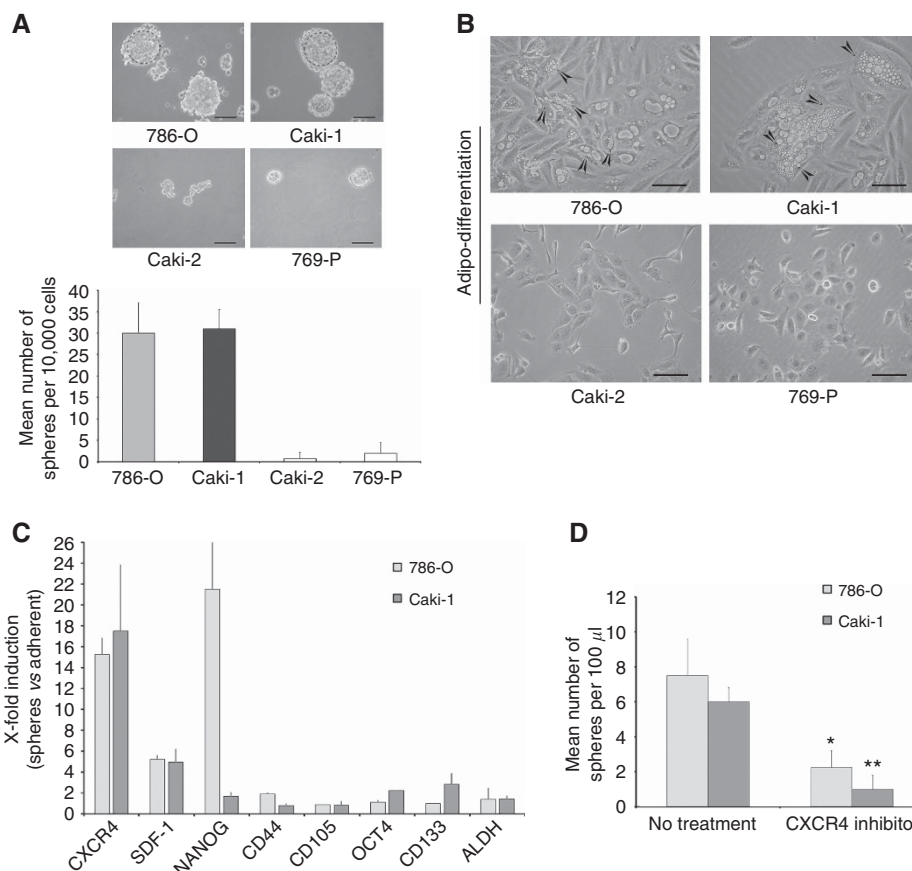 A
786-O
Caki-1
Caki-2
769-P
Mean number of
spheres per 10,000 cells
40
35
30
25
20
15
10
5
0
786-O
Caki-1
Caki-2
769-P
B
Adipo-differentiation
786-O
Caki-1
Caki-2
769-P
C
X-fold induction
(spheres vs adherent)
26
24
22
20
18
16
14
12
10
8
6
4
2
0
786-O
Caki-1
CXCR4
SDF-1
NANOG
CD44
CD105
OCT4
CD133
ALDH
D
Mean number of
spheres per 100 μl
12
10
8
6
4
2
0
786-O
Caki-1
*
**
No treatment
CXCR4 inhibito